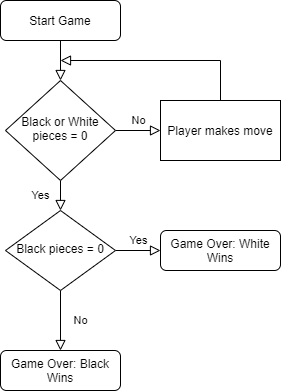 Start Game
Black or White
pieces = 0
No
Player makes move
Yes
Black pieces = 0
Yes
Game Over: White
Wins
No
Game Over: Black
Wins